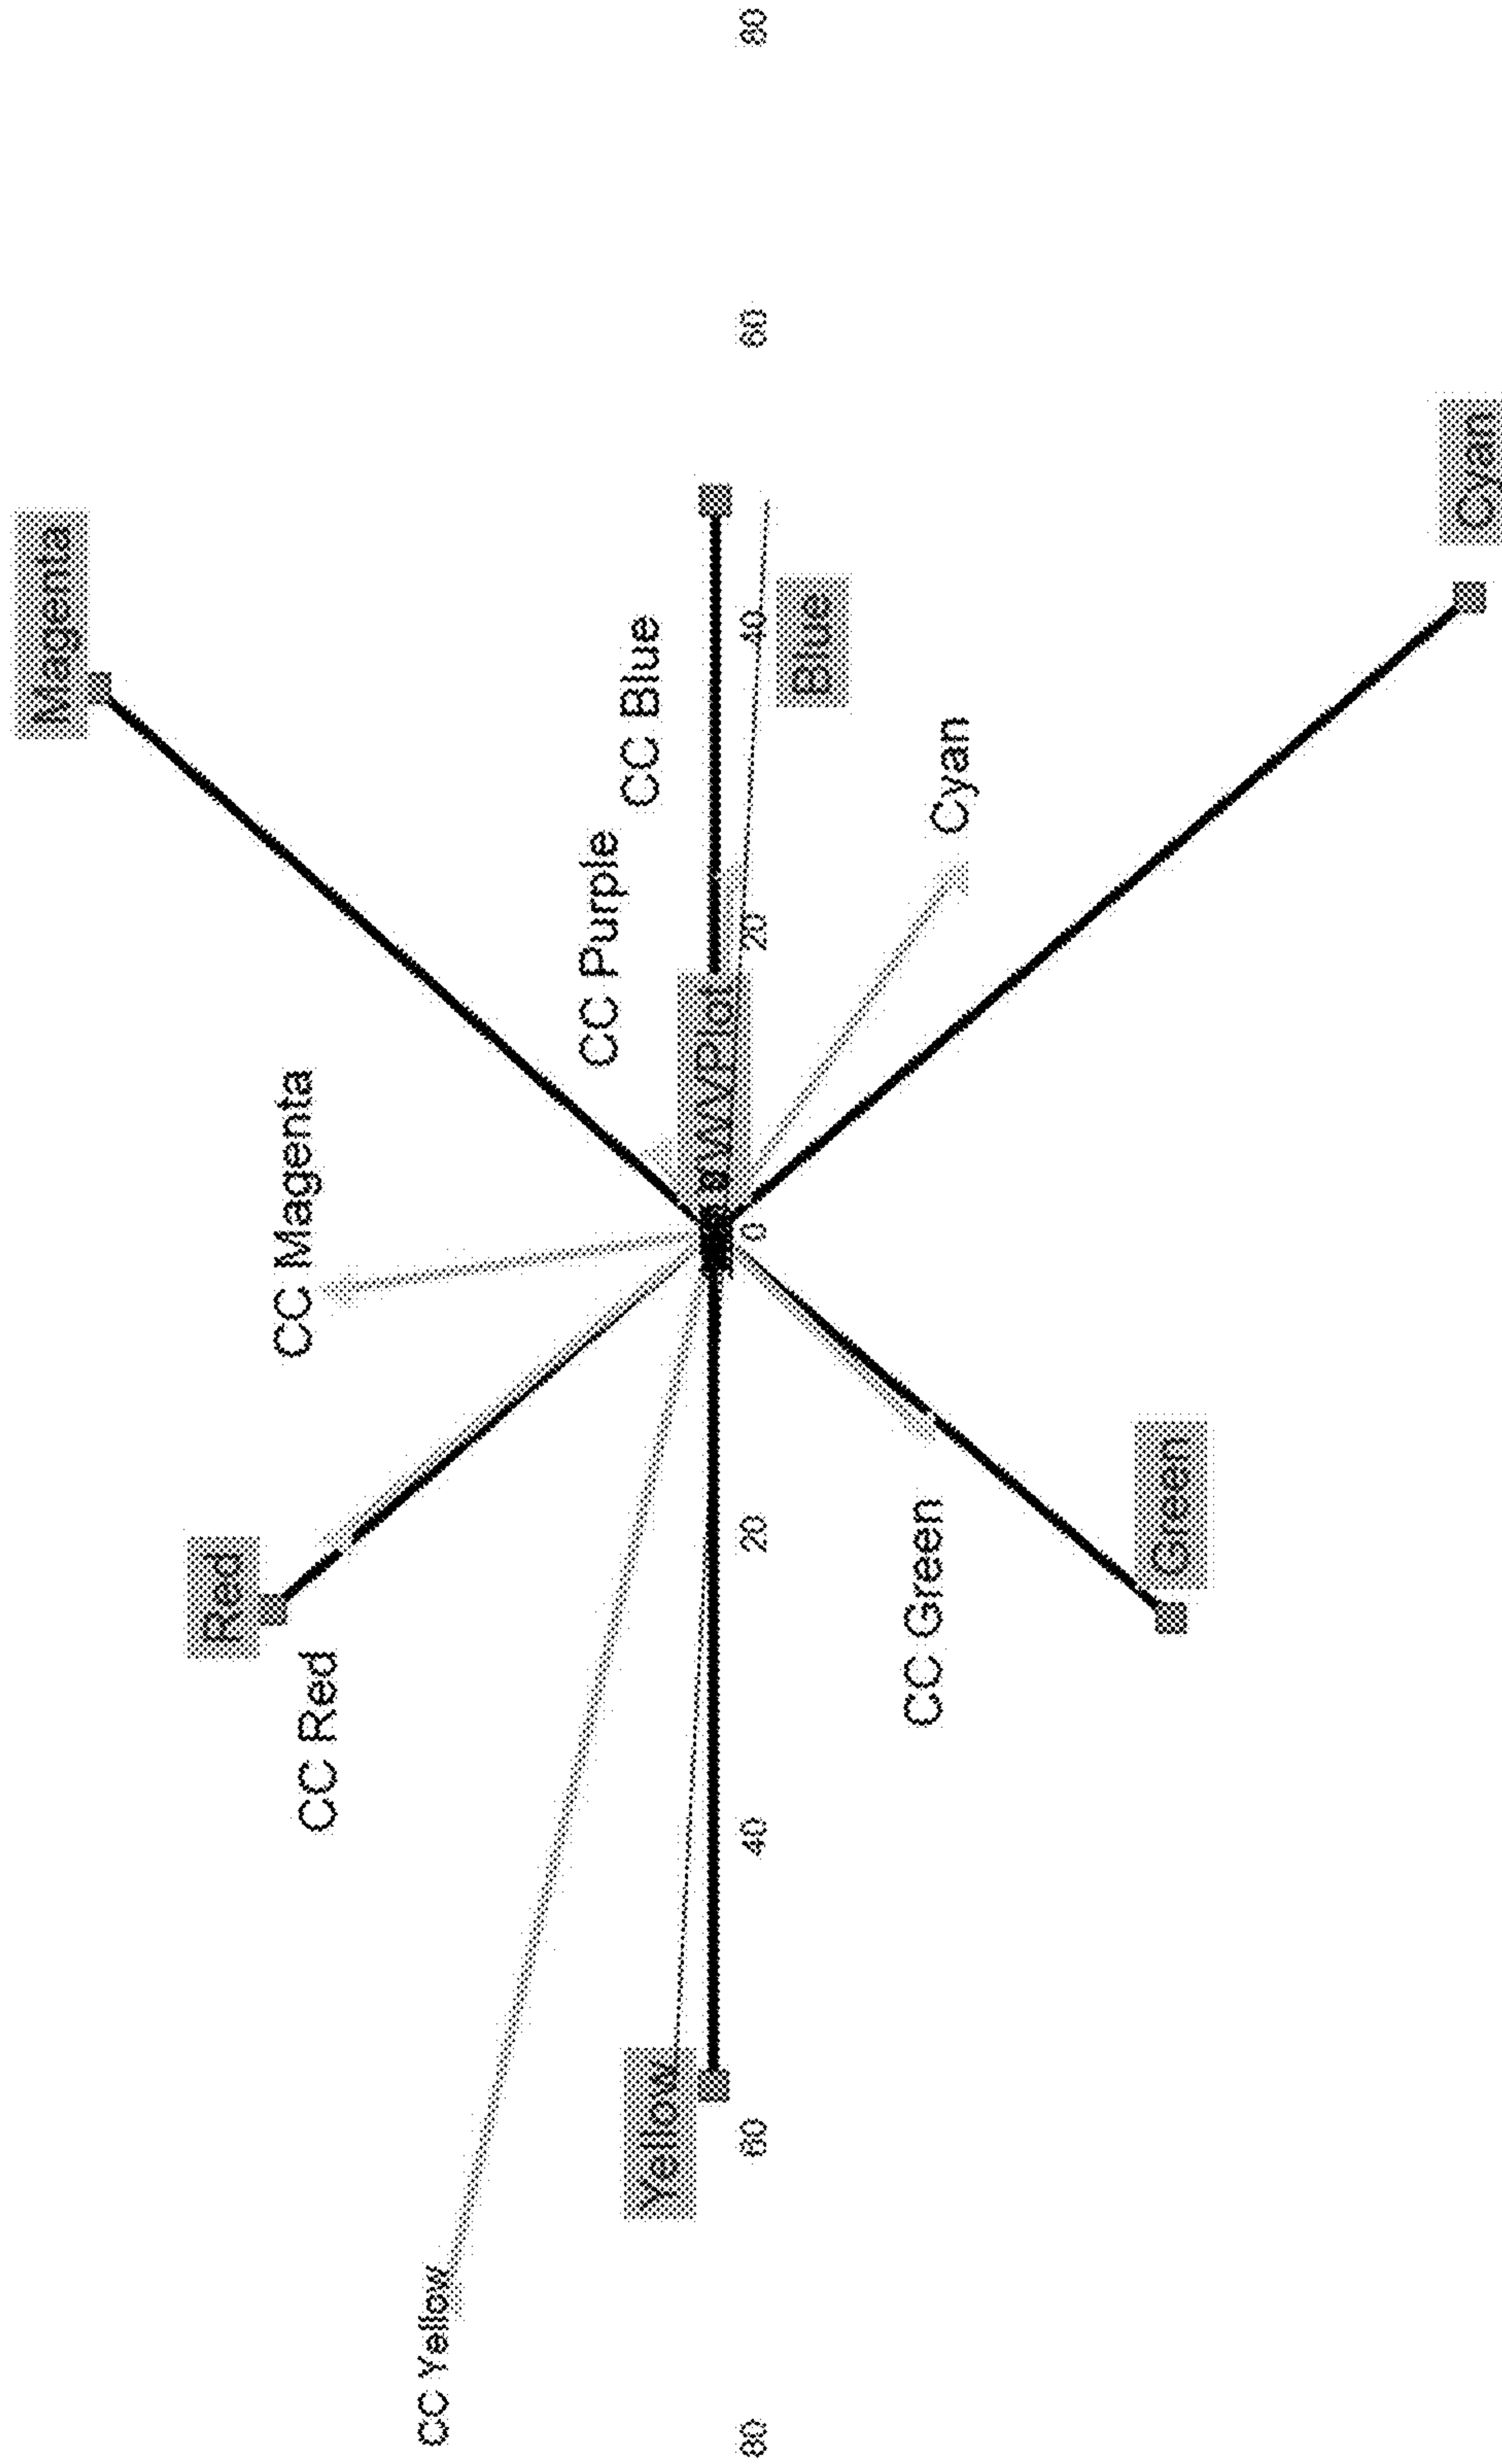 Magenta
Red
CC Magenta
CC Red
CC Yellow
CC Purple
CC Blue
Yellow
80 60 40 20 0 20 40 60 80
Blue
CC Green
Cyan
Green
Cyan